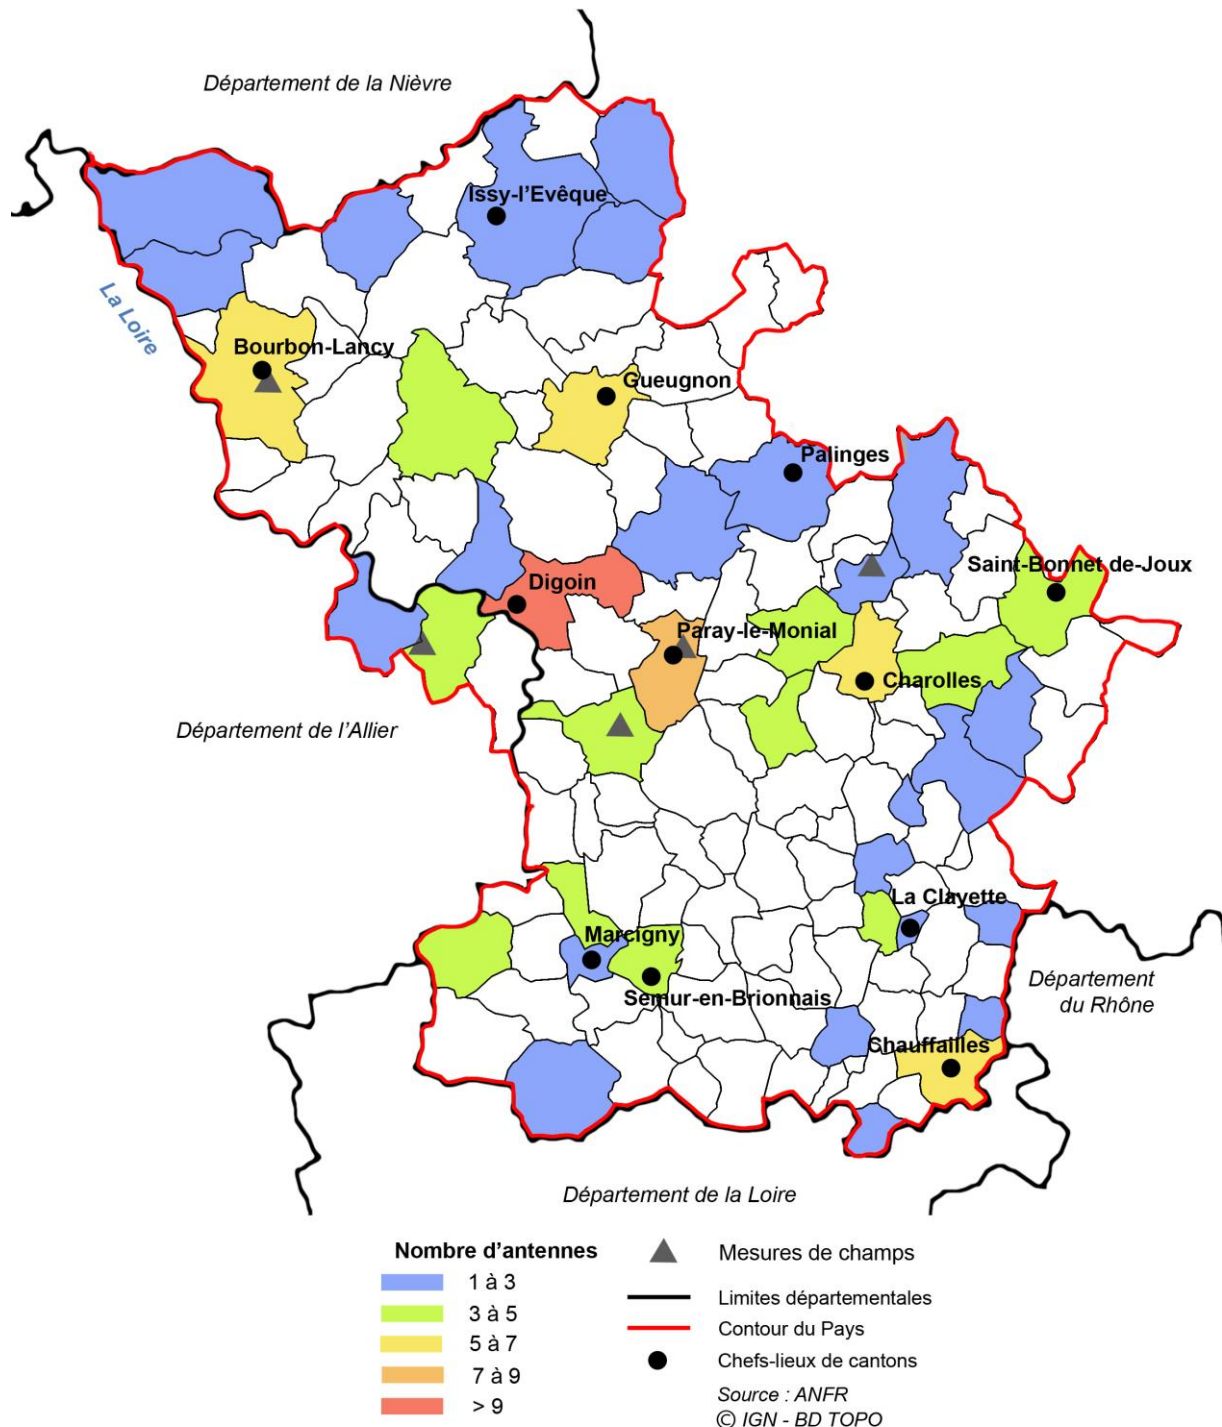 Département de la Nièvre
Issy-l'Evêque
La Loire
Bourbon-Lancy
Gueugnon
Palinges
Saint-Bonnet de-Joux
Digoin
Paray-le-Monial
Charolles
Département de l'Allier
La Clayette
Marcigny
Semur-en-Brionnais
Département
du Rhône
Chauffailles
Département de la Loire
Nombre d'antennes
1 à 3
3 à 5
5 à 7
7 à 9
> 9
Mesures de champs
Limites départementales
Contour du Pays
Chefs-lieux de cantons
Source : ANFR
© IGN - BD TOPO